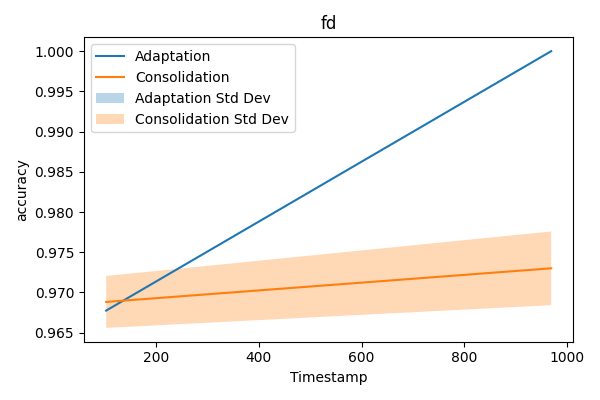 fd
1.000
0.995
0.990
0.985
0.980
0.975
0.970
0.965
accuracy
Adaptation
Consolidation
Adaptation Std Dev
Consolidation Std Dev
200 400 600 800 1000
Timestamp